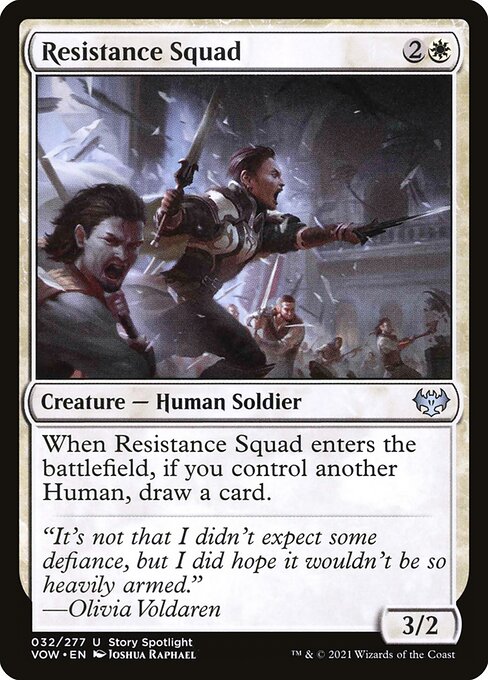 Resistance Squad 2
Creature — Human Soldier
When Resistance Squad enters the
battlefield, if you control another
Human, draw a card.
“It’s not that I didn’t expect some
defiance, but I did hope it wouldn’t be so
heavily armed.”
—Olivia Voldaren
3/2
032/277 U Story Spotlight
VOW • EN Joshua Raphael
™ & © 2021 Wizards of the Coast